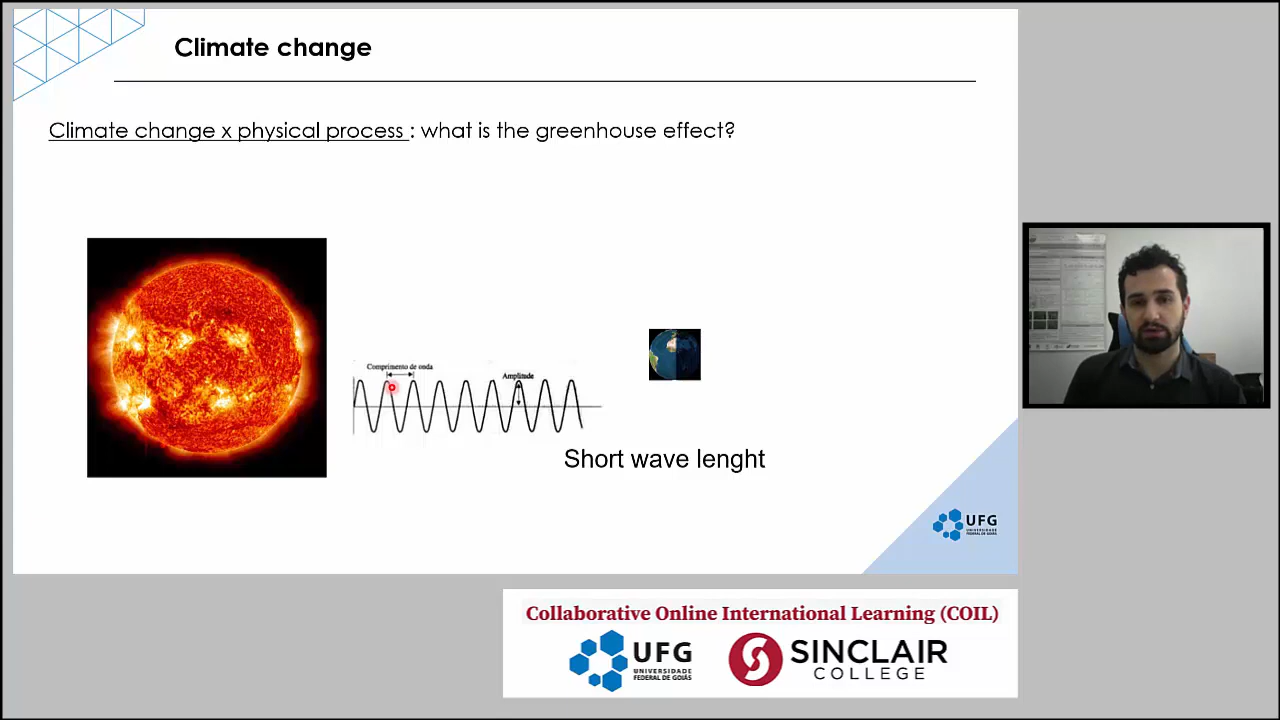 Climate change
Climate change x physical process : what is the greenhouse effect?
Comprimento de onda
Amplitude
Short wave lenght
UFG
UNIVERSIDADE
FEDERAL DE GOIÁS
Collaborative Online International Learning (COIL)
UFG
UNIVERSIDADE
FEDERAL DE GOIÁS
SINCLAIR
COLLEGE